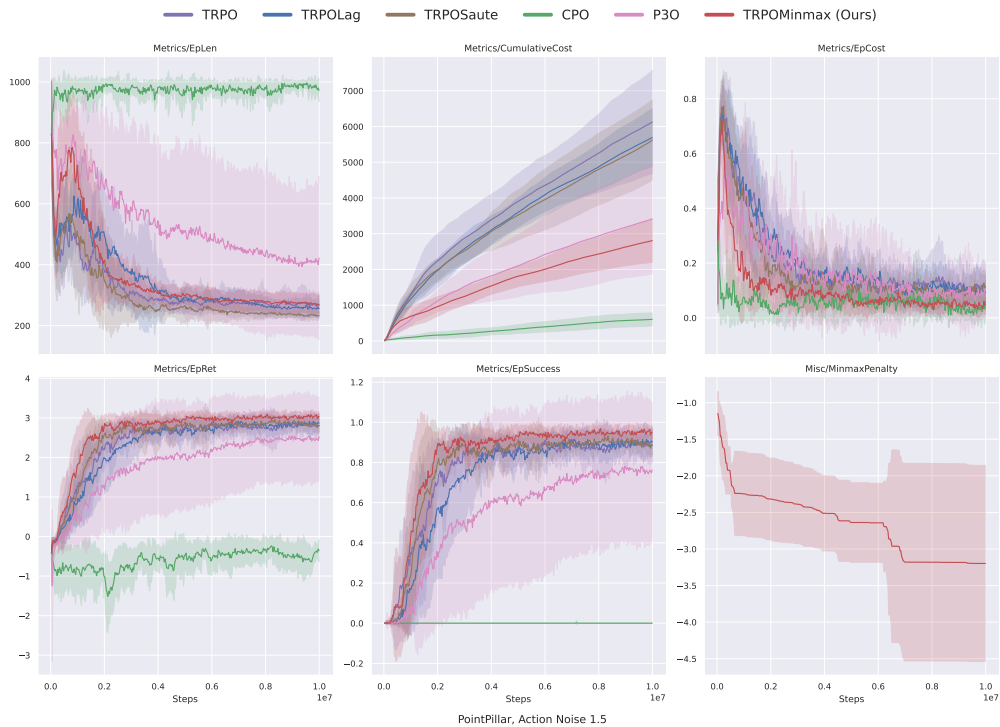 TRPO TRPOLag TRPOSaute CPO P3O TRPOMinmax (Ours)
Metrics/EpLen
1000
800
600
400
200
Metrics/CumulativeCost
7000
6000
5000
4000
3000
2000
1000
0
Metrics/EpCost
0.8
0.6
0.4
0.2
0.0
Metrics/EpRet
4
3
2
1
0
−1
−2
−3
0.0 0.2 0.4 0.6 0.8 1.0
Steps
1e7
Metrics/EpSuccess
1.2
1.0
0.8
0.6
0.4
0.2
0.0
−0.2
0.0 0.2 0.4 0.6 0.8 1.0
Steps
1e7
Misc/MinmaxPenalty
−1.0
−1.5
−2.0
−2.5
−3.0
−3.5
−4.0
−4.5
0.0 0.2 0.4 0.6 0.8 1.0
Steps
1e7
PointPillar, Action Noise 1.5